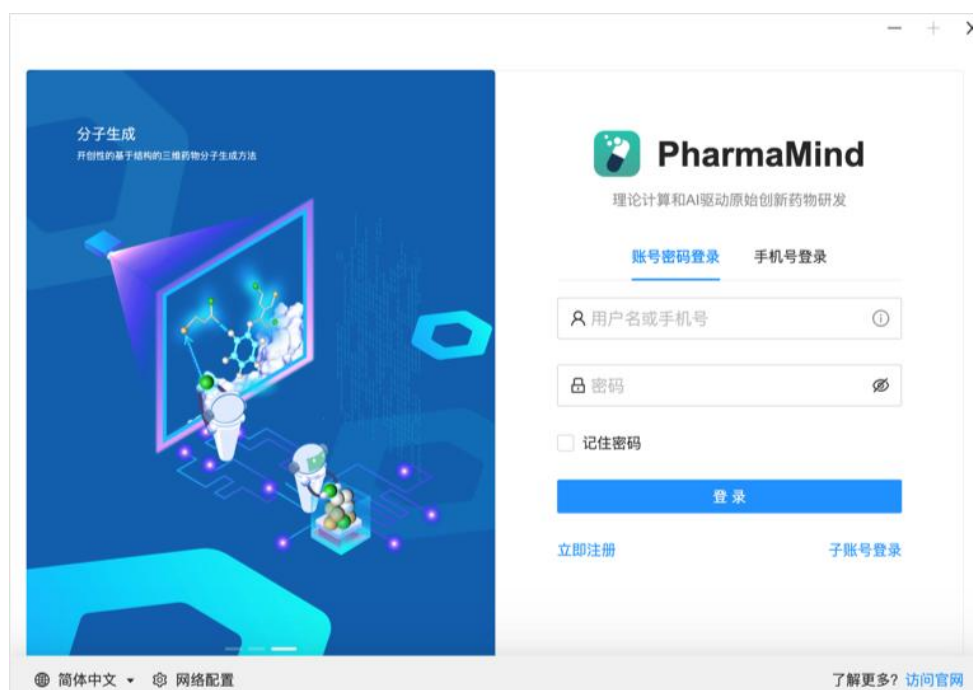 分子生成
开创性的基于结构的三维药物分子生成方法
PharmaMind
理论计算和AI驱动原始创新药物研发
账号密码登录 手机号登录
用户名或手机号
密码
记住密码
登录
立即注册 子账号登录
简体中文 网络配置 了解更多? 访问官网